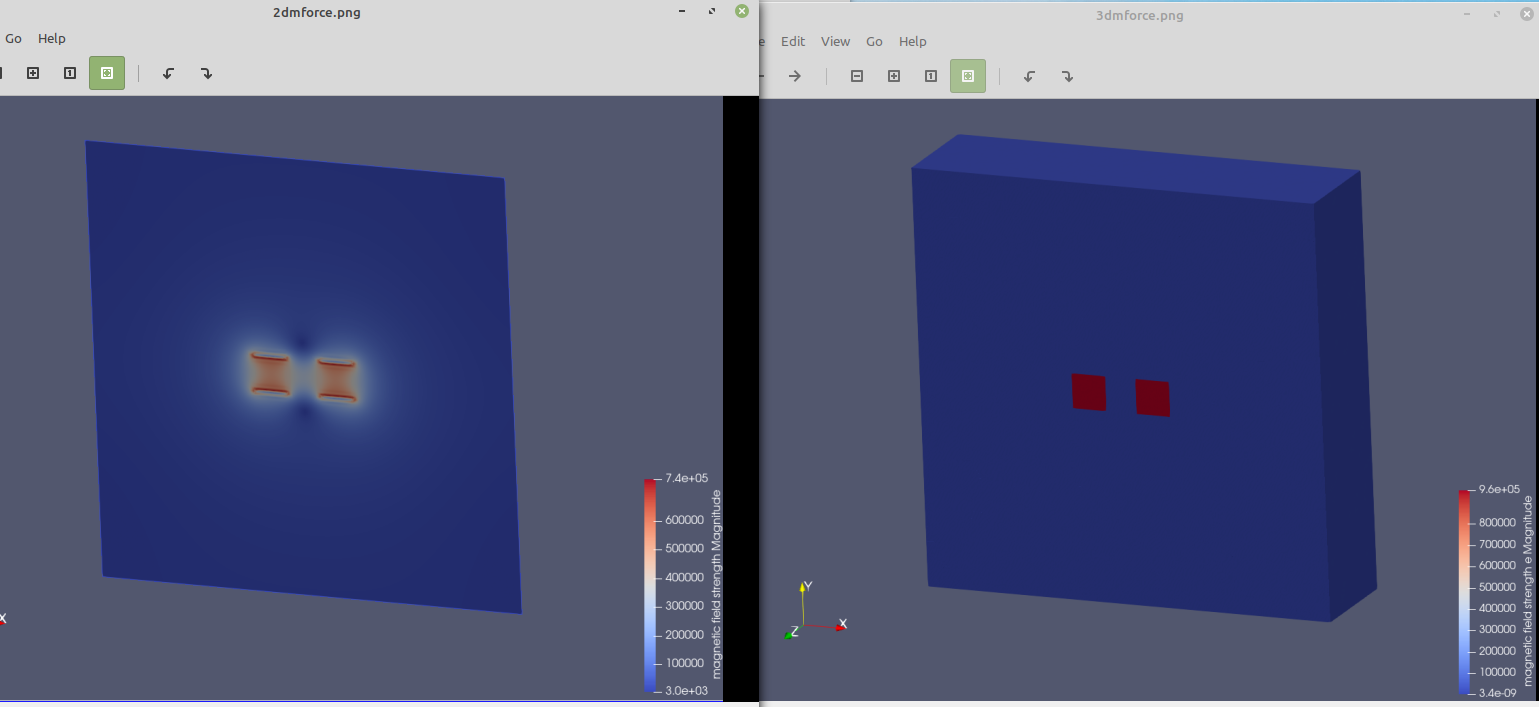 2dmforce.png
Go Help
1
7.4e+05
600000
500000
400000
300000
200000
100000
3.0e+03
magnetic field strength Magnitude
X
3dmforce.png
e Edit View Go Help
1
Y
X
Z
9.6e+05
800000
700000
600000
500000
400000
300000
200000
100000
3.4e-09
magnetic field strength e Magnitude